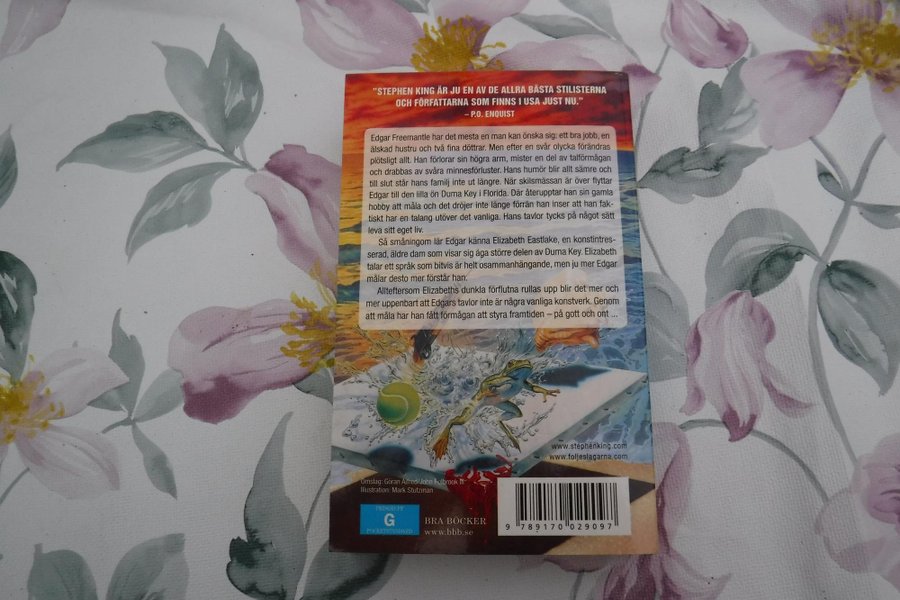 "STEPHEN KING ÄR JU EN AV DE ALLRA BÄSTA STILISTERNA
OCH FÖRFATTARNA SOM FINNS I USA JUST NU."
– P.O. ENQUIST
Edgar Freemantle har det mesta en man kan önska sig: ett bra jobb, en
älskad hustru och två fina döttrar. Men efter en svår olycka förändras
plötsligt allt. Han förlorar sin högra arm, mister en del av talförmågan
och drabbas av svåra minnesförluster. Hans humör blir allt sämre och
till slut står hans familj inte ut längre. När skilsmässan är över flyttar
Edgar till den lilla ön Duma Key i Florida. Där återupptar han sin gamla
hobby att måla och det dröjer inte länge förrän han inser att han fak-
tiskt har en talang utöver det vanliga. Hans tavlor tycks på något sätt
leva sitt eget liv.
Så småningom lär Edgar känna Elizabeth Eastlake, en konstintres-
serad, äldre dam som visar sig äga större delen av Duma Key. Elizabeth
talar ett språk som bitvis är helt osammanhängande, men ju mer Edgar
målar desto mer förstår han.
Allteftersom Elizabeths dunkla förflutna rullas upp blir det mer och
mer uppenbart att Edgars tavlor inte är några vanliga konstverk. Genom
att måla har han fått förmågan att styra framtiden – på gott och ont ...
www.stephenking.com
www.foljeslagarna.com
Omslag: Göran Alfred/John Fulbrook III
Illustration: Mark Stutzman
G
BRA BÖCKER
www.bbb.se
9 789170 029097